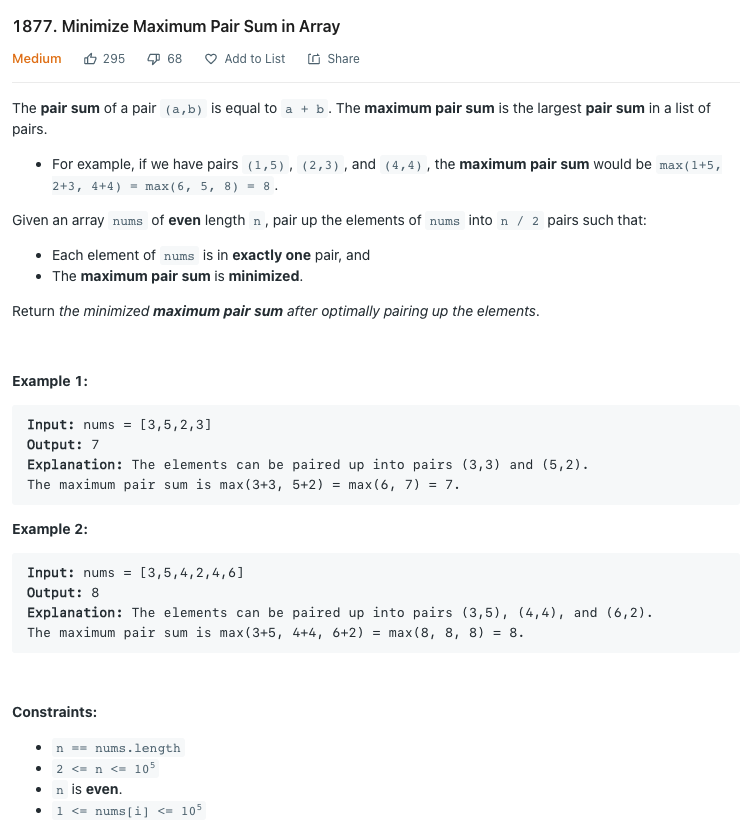 1877. Minimize Maximum Pair Sum in Array
Medium 295 68 Add to List Share
The pair sum of a pair (a,b) is equal to a + b. The maximum pair sum is the largest pair sum in a list of
pairs.
• For example, if we have pairs (1,5), (2,3), and (4,4), the maximum pair sum would be max(1+5,
2+3, 4+4) = max(6, 5, 8) = 8.
Given an array nums of even length n, pair up the elements of nums into n / 2 pairs such that:
• Each element of nums is in exactly one pair, and
• The maximum pair sum is minimized.
Return the minimized maximum pair sum after optimally pairing up the elements.
Example 1:
Input: nums = [3,5,2,3]
Output: 7
Explanation: The elements can be paired up into pairs (3,3) and (5,2).
The maximum pair sum is max(3+3, 5+2) = max(6, 7) = 7.
Example 2:
Input: nums = [3,5,4,2,4,6]
Output: 8
Explanation: The elements can be paired up into pairs (3,5), (4,4), and (6,2).
The maximum pair sum is max(3+5, 4+4, 6+2) = max(8, 8, 8) = 8.
Constraints:
• n == nums.length
• 2 <= n <= 10⁵
• n is even.
• 1 <= nums[i] <= 10⁵